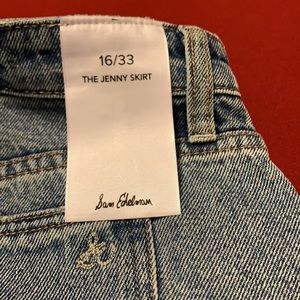 16/33
THE JENNY SKIRT
Sam Edelman